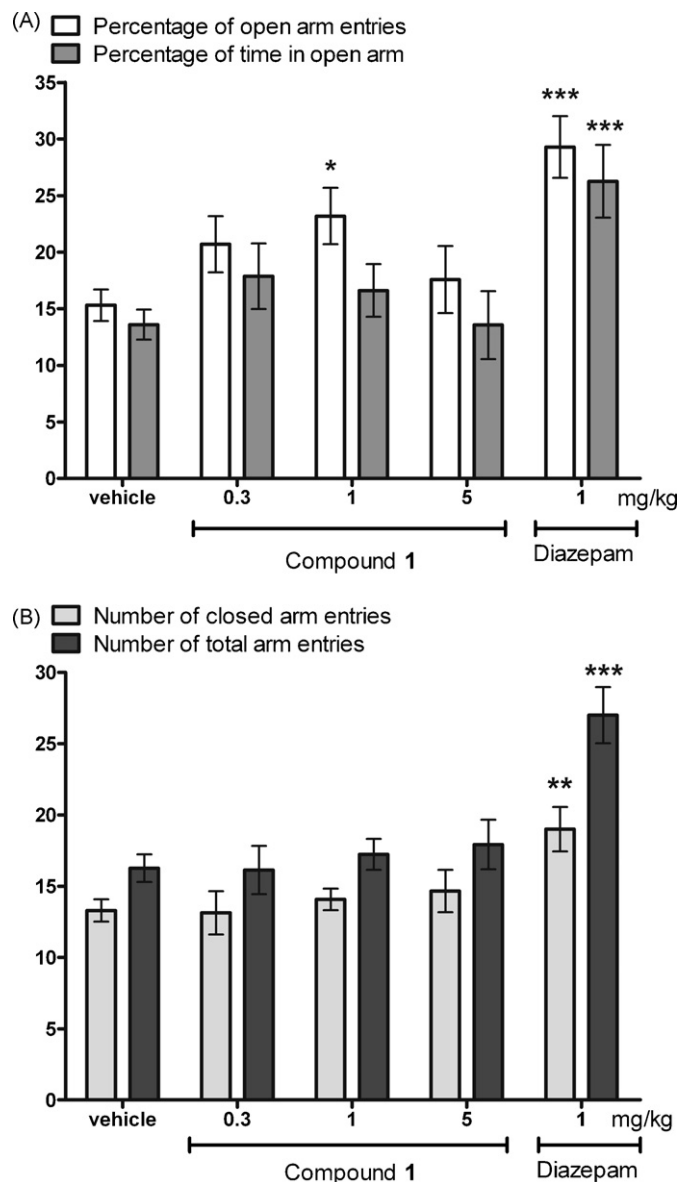 (A)
Percentage of open arm entries
Percentage of time in open arm
35
30
25
20
15
10
5
0
*
***
***
vehicle 0.3 1 5 1 mg/kg
Compound 1 Diazepam
(B)
Number of closed arm entries
Number of total arm entries
30
25
20
15
10
5
0
**
***
vehicle 0.3 1 5 1 mg/kg
Compound 1 Diazepam